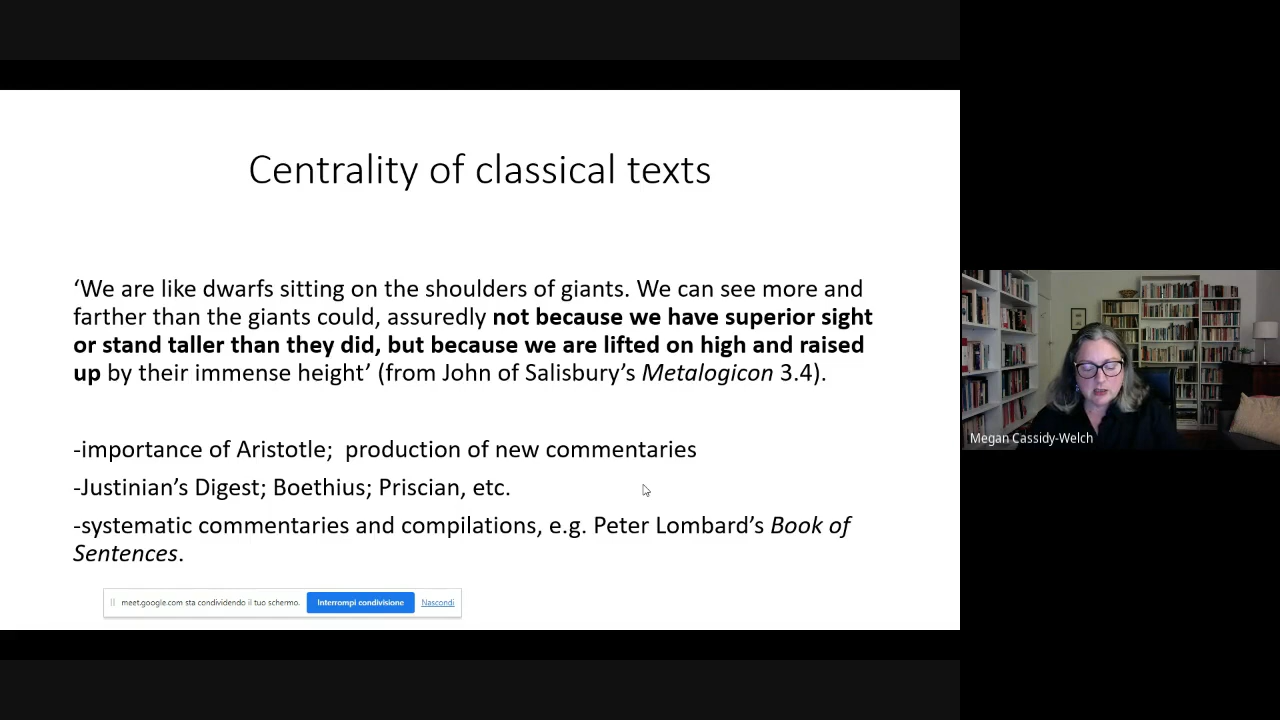 Centrality of classical texts
‘We are like dwarfs sitting on the shoulders of giants. We can see more and
farther than the giants could, assuredly not because we have superior sight
or stand taller than they did, but because we are lifted on high and raised
up by their immense height’ (from John of Salisbury’s Metalogicon 3.4).
-importance of Aristotle;  production of new commentaries
-Justinian’s Digest; Boethius; Priscian, etc.
-systematic commentaries and compilations, e.g. Peter Lombard’s Book of
Sentences.
meet.google.com sta condividendo il tuo schermo. Interrompi condivisione Nascondi
Megan Cassidy-Welch